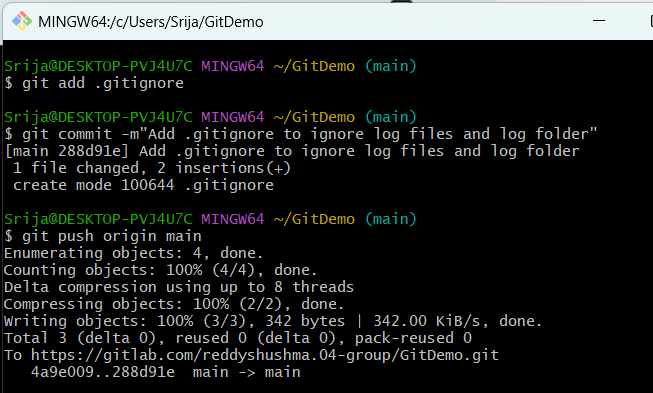 MINGW64:/c/Users/Srija/GitDemo
Srija@DESKTOP-PVJ4U7C MINGW64 ~/GitDemo (main)
$ git add .gitignore
Srija@DESKTOP-PVJ4U7C MINGW64 ~/GitDemo (main)
$ git commit -m"Add .gitignore to ignore log files and log folder"
[main 288d91e] Add .gitignore to ignore log files and log folder
 1 file changed, 2 insertions(+)
 create mode 100644 .gitignore
Srija@DESKTOP-PVJ4U7C MINGW64 ~/GitDemo (main)
$ git push origin main
Enumerating objects: 4, done.
Counting objects: 100% (4/4), done.
Delta compression using up to 8 threads
Compressing objects: 100% (2/2), done.
Writing objects: 100% (3/3), 342 bytes | 342.00 KiB/s, done.
Total 3 (delta 0), reused 0 (delta 0), pack-reused 0
To https://gitlab.com/reddyshushma.04-group/GitDemo.git
   4a9e009..288d91e  main -> main